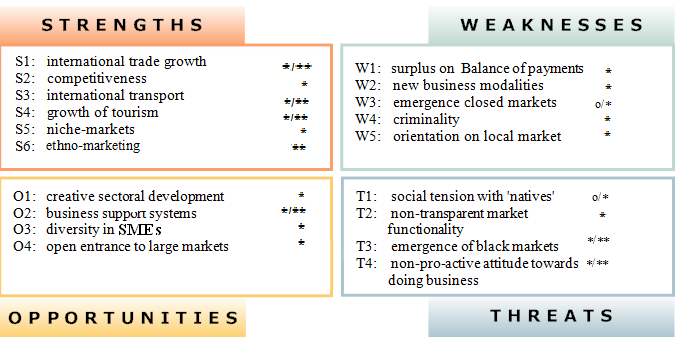 STRENGTHS
S1: international trade growth */**
S2: competitiveness *
S3: international transport */**
S4: growth of tourism */**
S5: niche-markets *
S6: ethno-marketing **
WEAKNESSES
W1: surplus on Balance of payments *
W2: new business modalities *
W3: emergence closed markets o/*
W4: criminality *
W5: orientation on local market *
O1: creative sectoral development *
O2: business support systems */**
O3: diversity in SMEs *
O4: open entrance to large markets *
OPPORTUNITIES
T1: social tension with 'natives' o/*
T2: non-transparent market *
functionality
T3: emergence of black markets */**
T4: non-pro-active attitude towards */**
doing business
THREATS